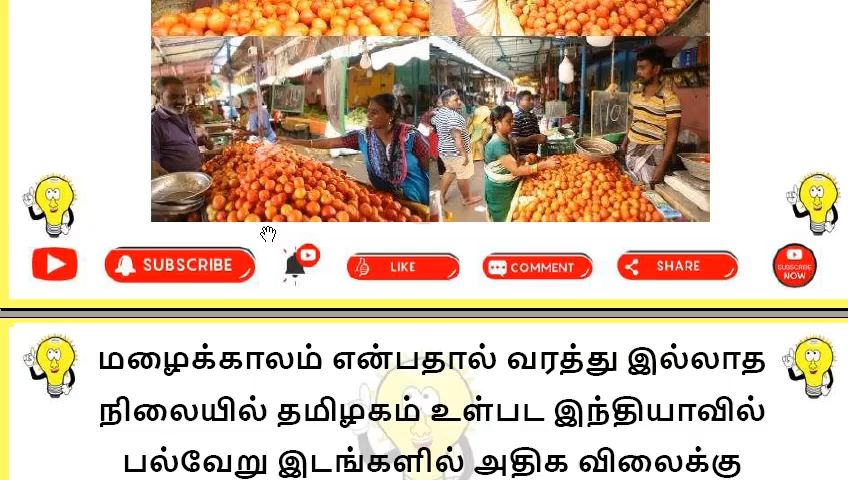 10
SUBSCRIBE
LIKE
COMMENT
SHARE
SUBSCRIBE
NOW
மழைக்காலம் என்பதால் வரத்து இல்லாத
நிலையில் தமிழகம் உள்பட இந்தியாவில்
பல்வேறு இடங்களில் அதிக விலைக்கு